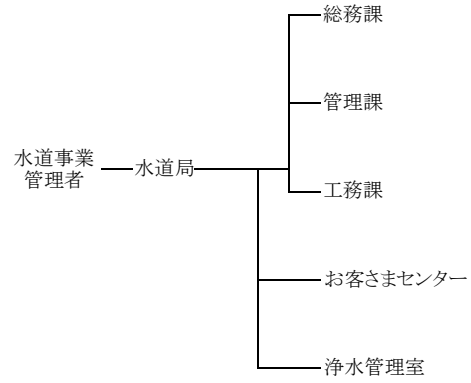 総務課
管理課
水道事業
管理者
水道局
工務課
お客さまセンター
浄水管理室